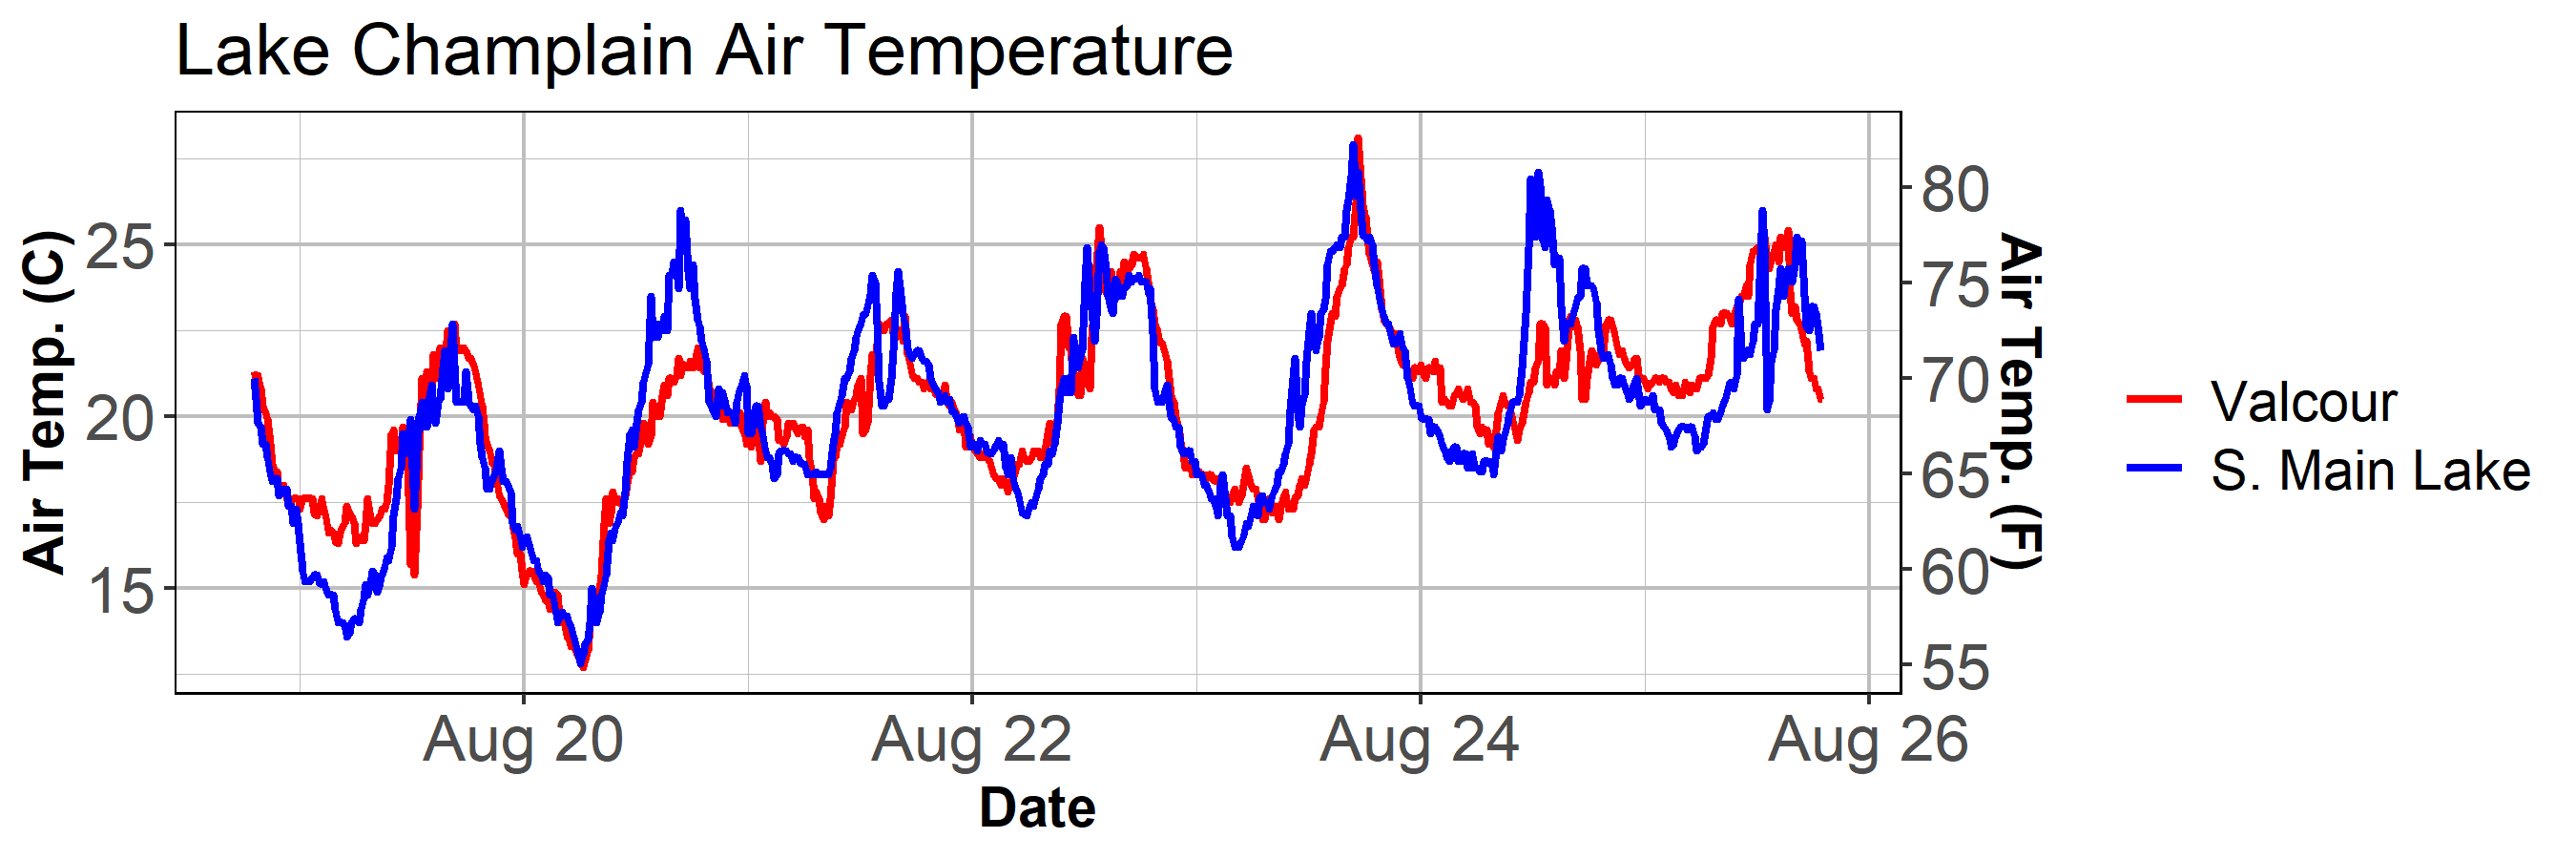 Lake Champlain Air Temperature
Air Temp. (C)
25
20
15
80
75
70
65
60
55
Air Temp. (F)
Aug 20
Aug 22
Aug 24
Aug 26
Date
Valcour
S. Main Lake